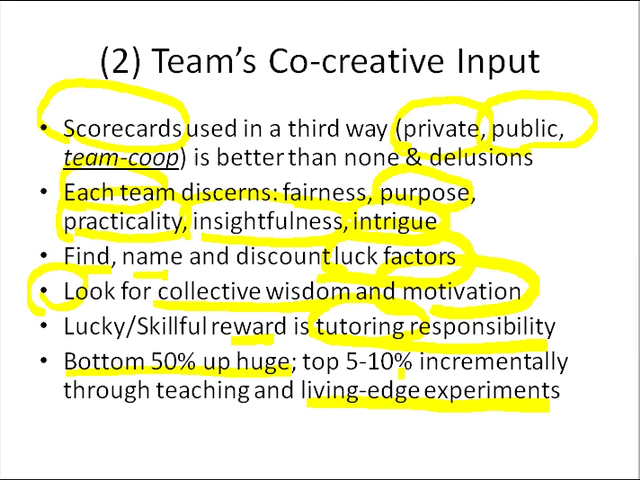 (2) Team's Co-creative Input
• Scorecards used in a third way (private, public,
team-coop) is better than none & delusions
• Each team discerns: fairness, purpose,
practicality, insightfulness, intrigue
• Find, name and discount luck factors
• Look for collective wisdom and motivation
• Lucky/Skillful reward is tutoring responsibility
• Bottom 50% up huge; top 5-10% incrementally
through teaching and living-edge experiments